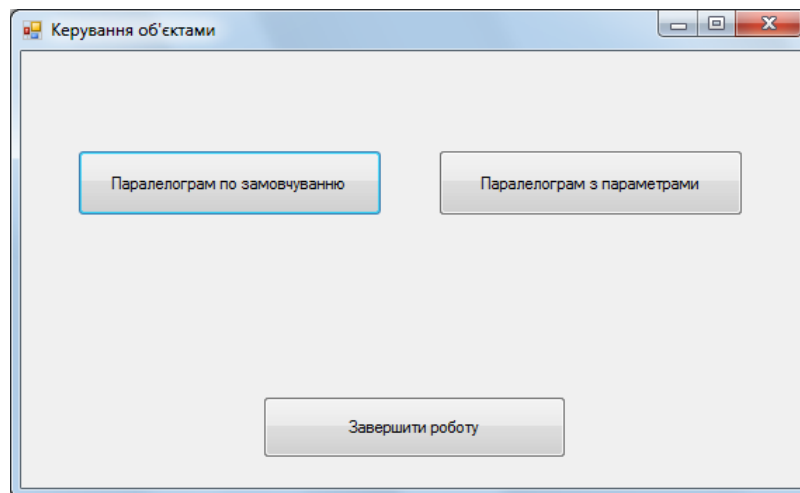 Керування об'єктами
Паралелограм по замовчуванню
Паралелограм з параметрами
Завершити роботу